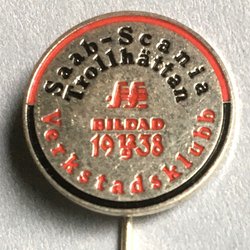 Saab-Scania
Trollhättan
BILDAD
1938
Verkstadsklubb